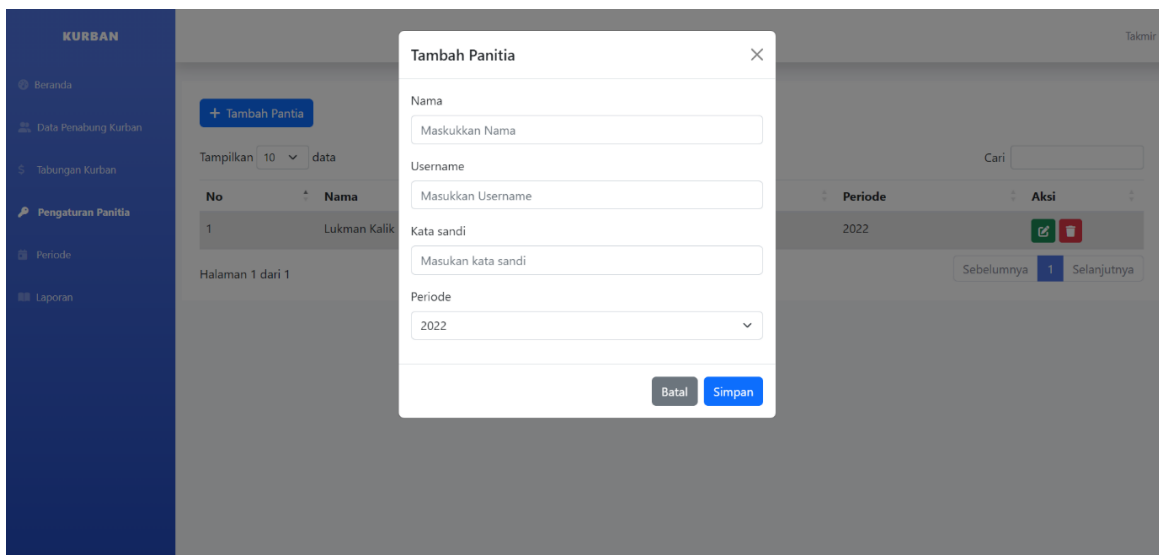 KURBAN
Takmir
Beranda
Data Penabung Kurban
$ Tabungan Kurban
Pengaturan Panitia
Periode
Laporan
+ Tambah Pantia
Tampilkan 10 data
Cari
No Nama Periode Aksi
1 Lukman Kalik 2022
Halaman 1 dari 1
Sebelumnya 1 Selanjutnya
Tambah Panitia
Nama
Maskukkan Nama
Username
Masukkan Username
Kata sandi
Masukan kata sandi
Periode
2022
Batal Simpan